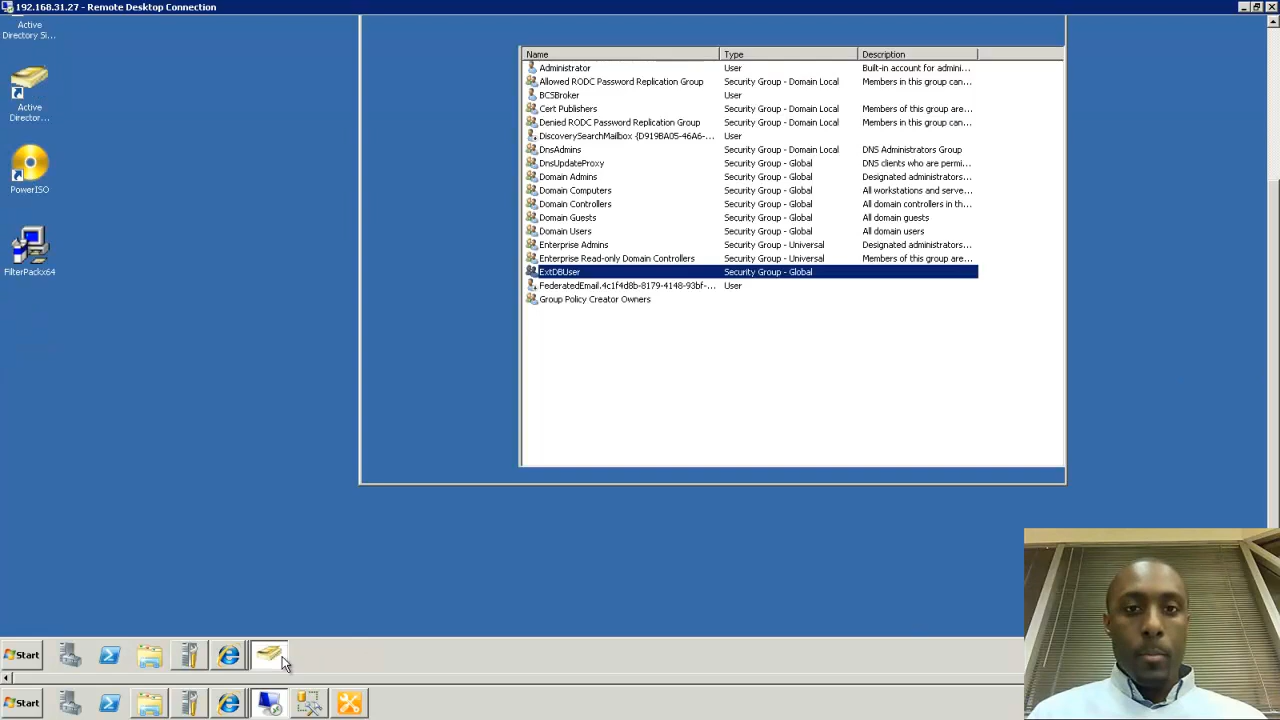 192.168.31.27 - Remote Desktop Connection
Active
Directory Si...
Active
Director...
PowerISO
FilterPackx64
Name Type Description
Administrator User Built-in account for admini...
Allowed RODC Password Replication Group Security Group - Domain Local Members in this group can...
BCSBroker User
Cert Publishers Security Group - Domain Local Members of this group are...
Denied RODC Password Replication Group Security Group - Domain Local Members in this group can...
DiscoverySearchMailbox {D919BA05-46A6-... User
DnsAdmins Security Group - Domain Local DNS Administrators Group
DnsUpdateProxy Security Group - Global DNS clients who are permi...
Domain Admins Security Group - Global Designated administrators...
Domain Computers Security Group - Global All workstations and serve...
Domain Controllers Security Group - Global All domain controllers in th...
Domain Guests Security Group - Global All domain guests
Domain Users Security Group - Global All domain users
Enterprise Admins Security Group - Universal Designated administrators...
Enterprise Read-only Domain Controllers Security Group - Universal Members of this group are...
ExtDBUser Security Group - Global
FederatedEmail.4c1f4d8b-8179-4148-93bf-... User
Group Policy Creator Owners
Start
Start